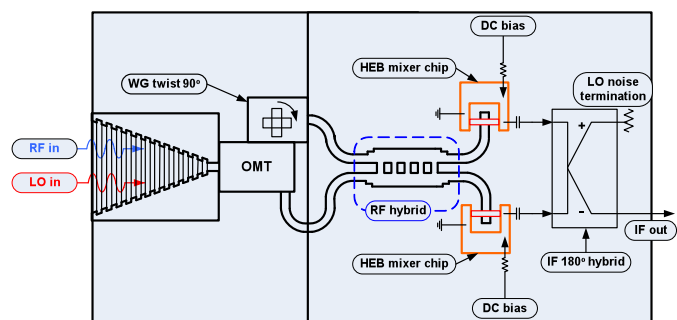 DC bias
HEB mixer chip
LO noise
termination
WG twist 90°
+
RF in
OMT
LO in
RF hybrid
-
IF out
HEB mixer chip
IF 180° hybrid
DC bias